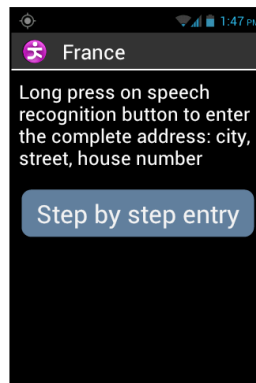 1:47 PM
France
Long press on speech
recognition button to enter
the complete address: city,
street, house number
Step by step entry